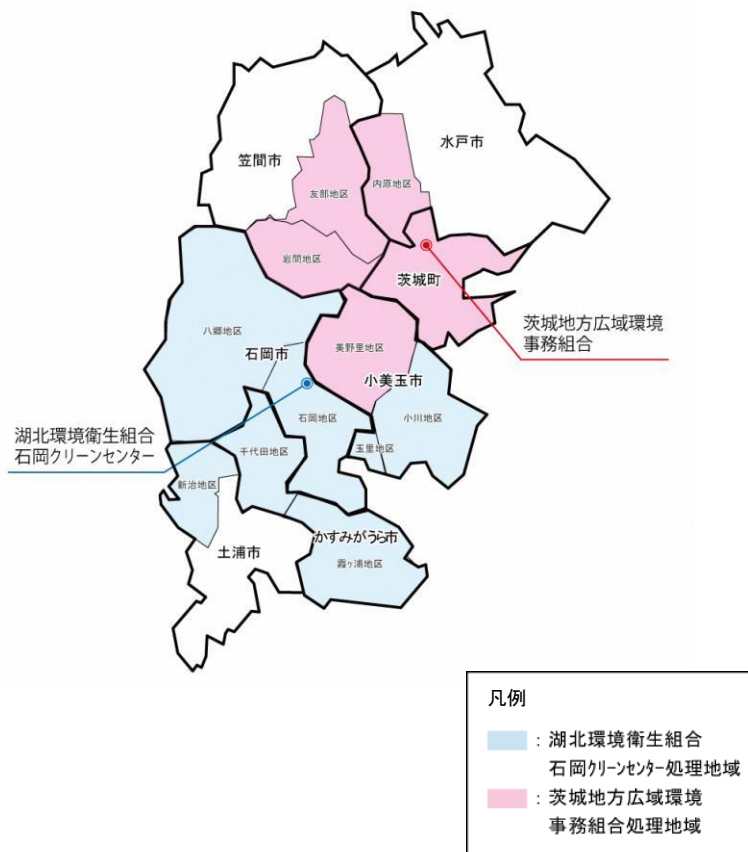 水戸市
笠間市
内原地区
友部地区
岩間地区
茨城町
茨城地方広域環境
事務組合
八郷地区
美野里地区
石岡市
小美玉市
石岡地区
小川地区
湖北環境衛生組合
石岡クリーンセンター
千代田地区
玉里地区
新治地区
かすみがうら市
土浦市
霞ヶ浦地区
凡例
：湖北環境衛生組合
石岡クリーンセンター処理地域
：茨城地方広域環境
事務組合処理地域